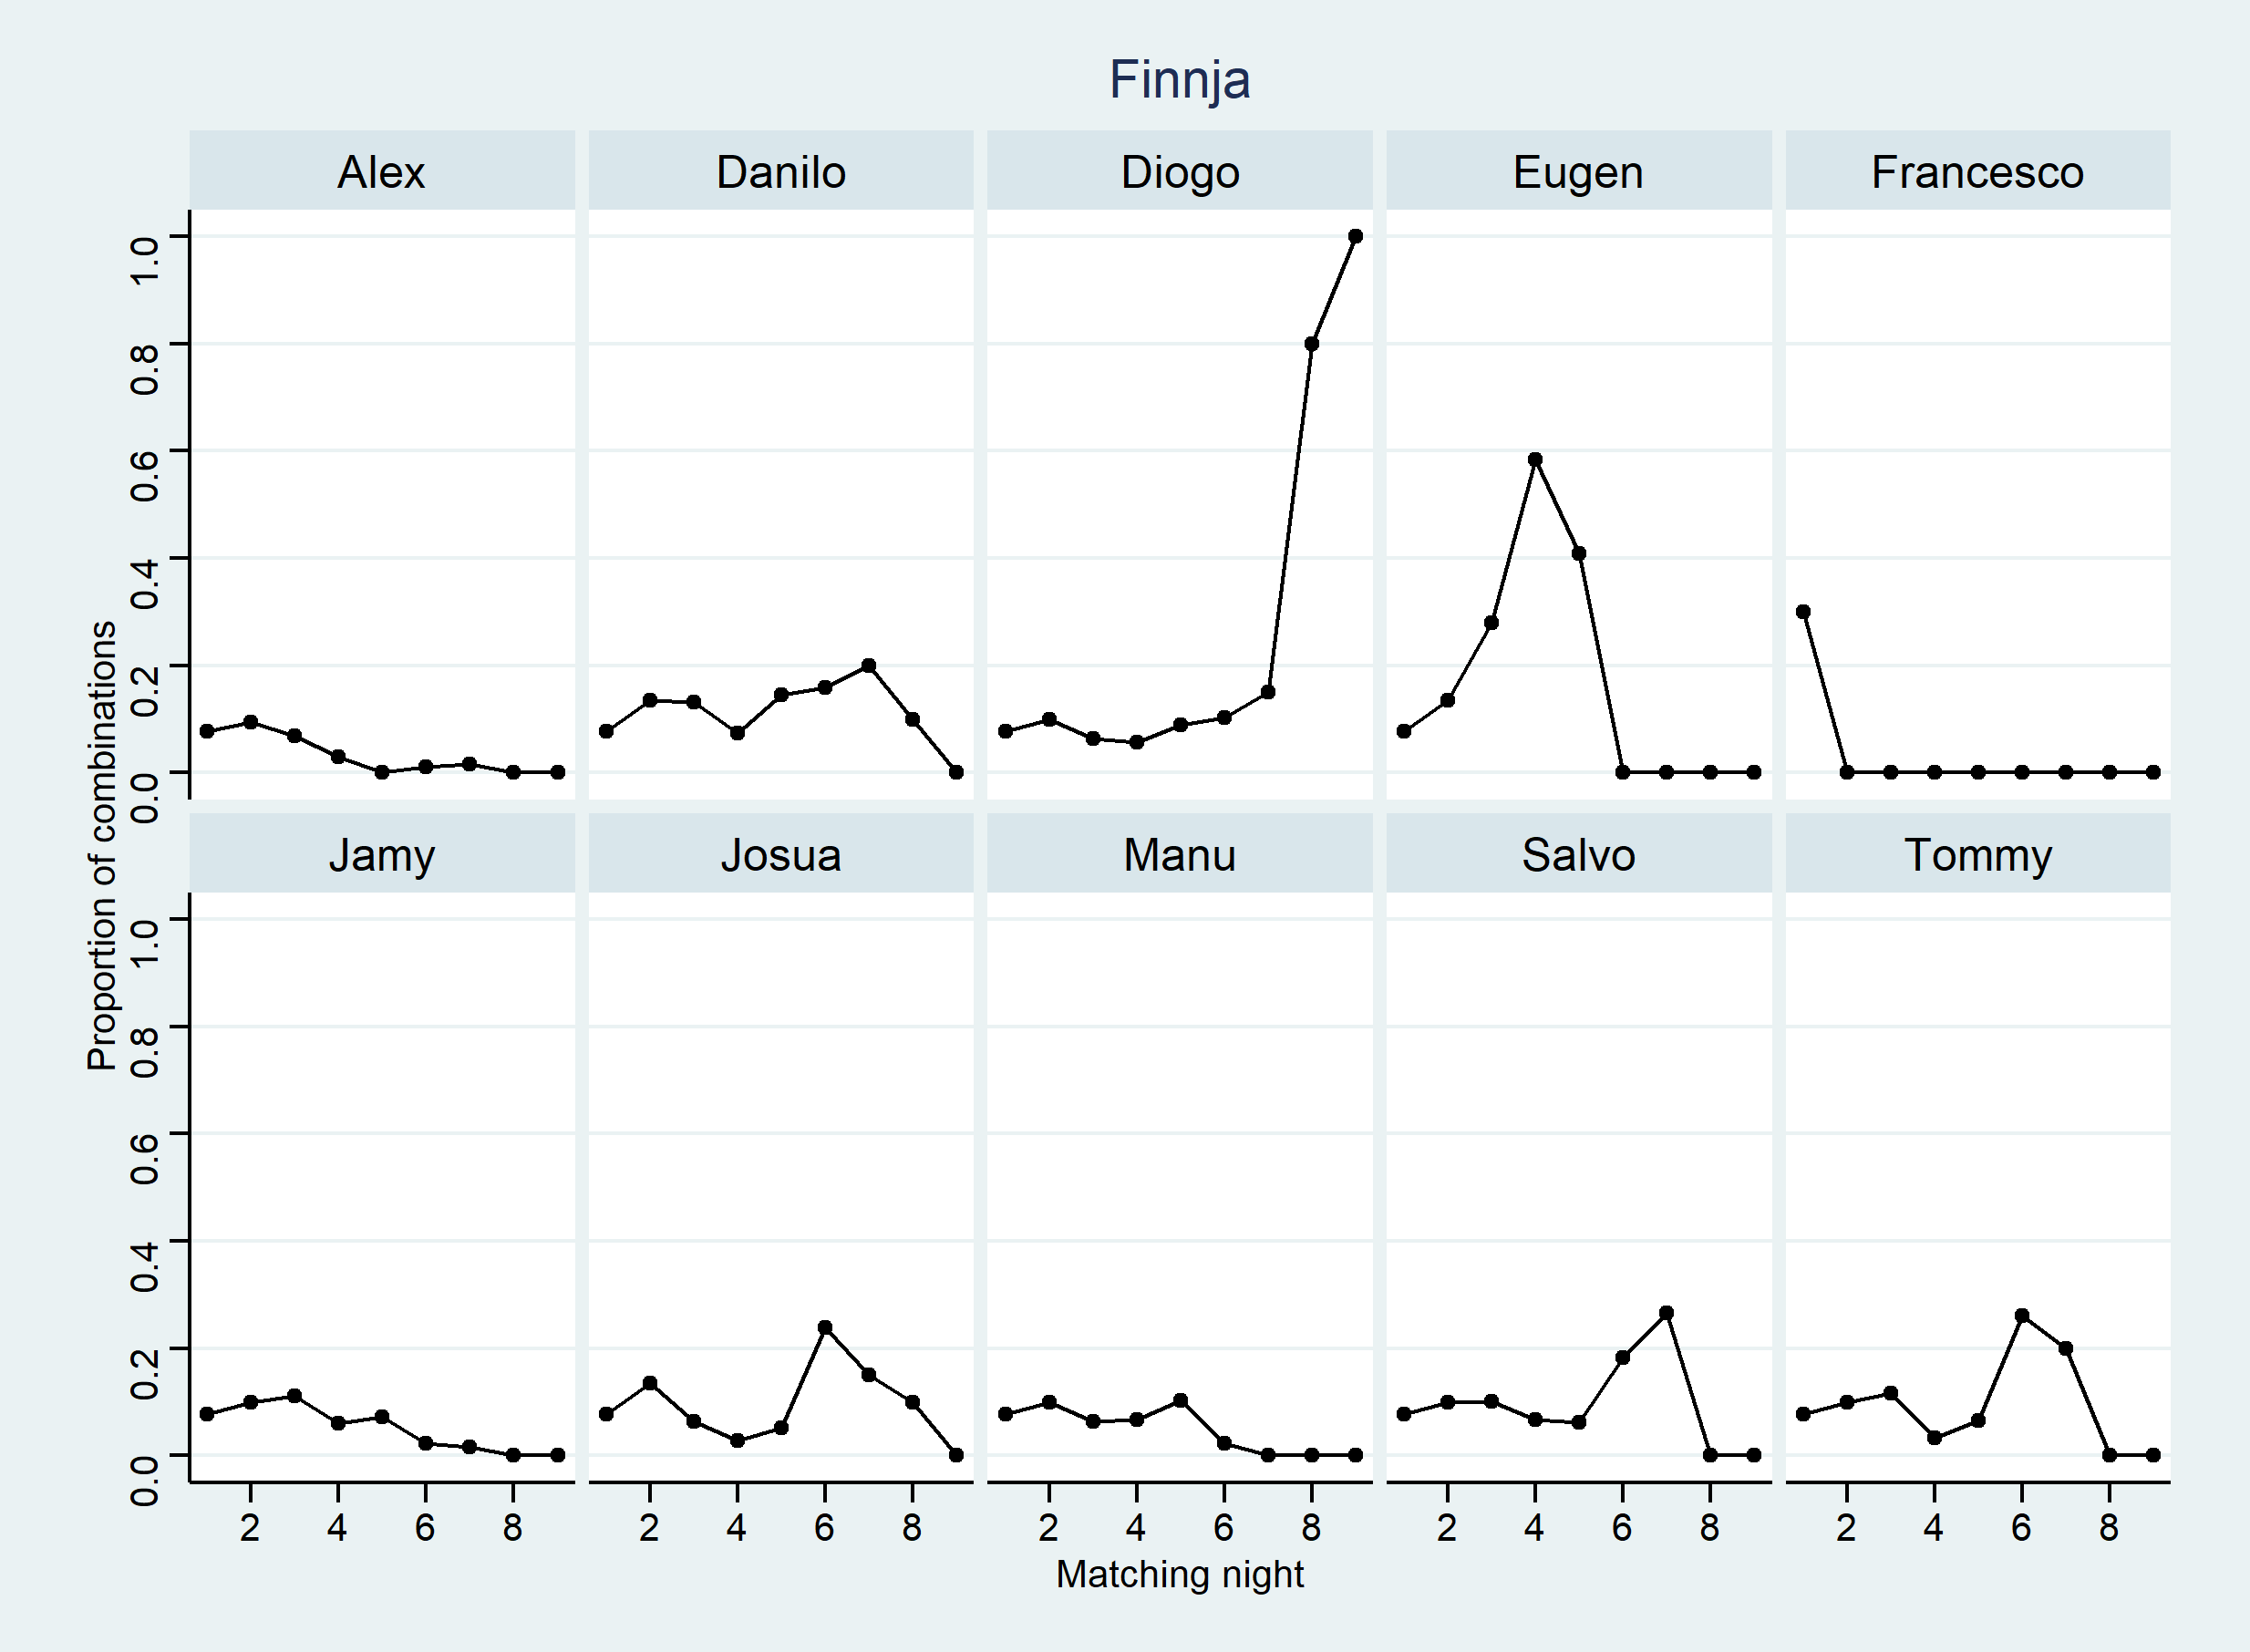 Finnja
Alex Danilo Diogo Eugen Francesco
1.0
0.8
0.6
0.4
0.2
0.0
Proportion of combinations
Jamy Josua Manu Salvo Tommy
1.0
0.8
0.6
0.4
0.2
0.0
2 4 6 8 2 4 6 8 2 4 6 8 2 4 6 8 2 4 6 8
Matching night